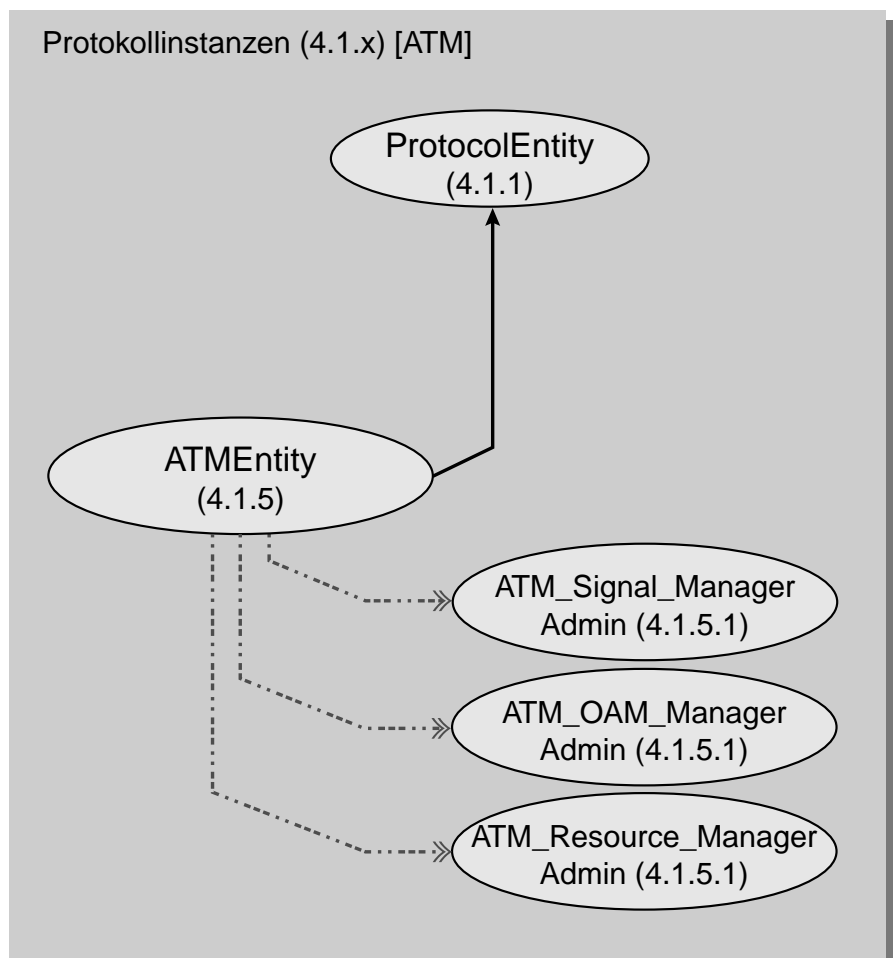 Protokollinstanzen (4.1.x) [ATM]
ProtocolEntity
(4.1.1)
ATMEntity
(4.1.5)
ATM_Signal_Manager
Admin (4.1.5.1)
ATM_OAM_Manager
Admin (4.1.5.1)
ATM_Resource_Manager
Admin (4.1.5.1)